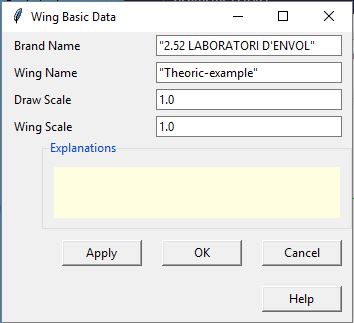 Wing Basic Data
Brand Name "2.52 LABORATORI D'ENVOL"
Wing Name "Theoric-example"
Draw Scale 1.0
Wing Scale 1.0
Explanations
Apply OK Cancel
Help